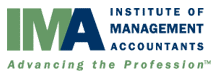 IMA
INSTITUTE OF
MANAGEMENT
ACCOUNTANTS
Advancing the Profession™